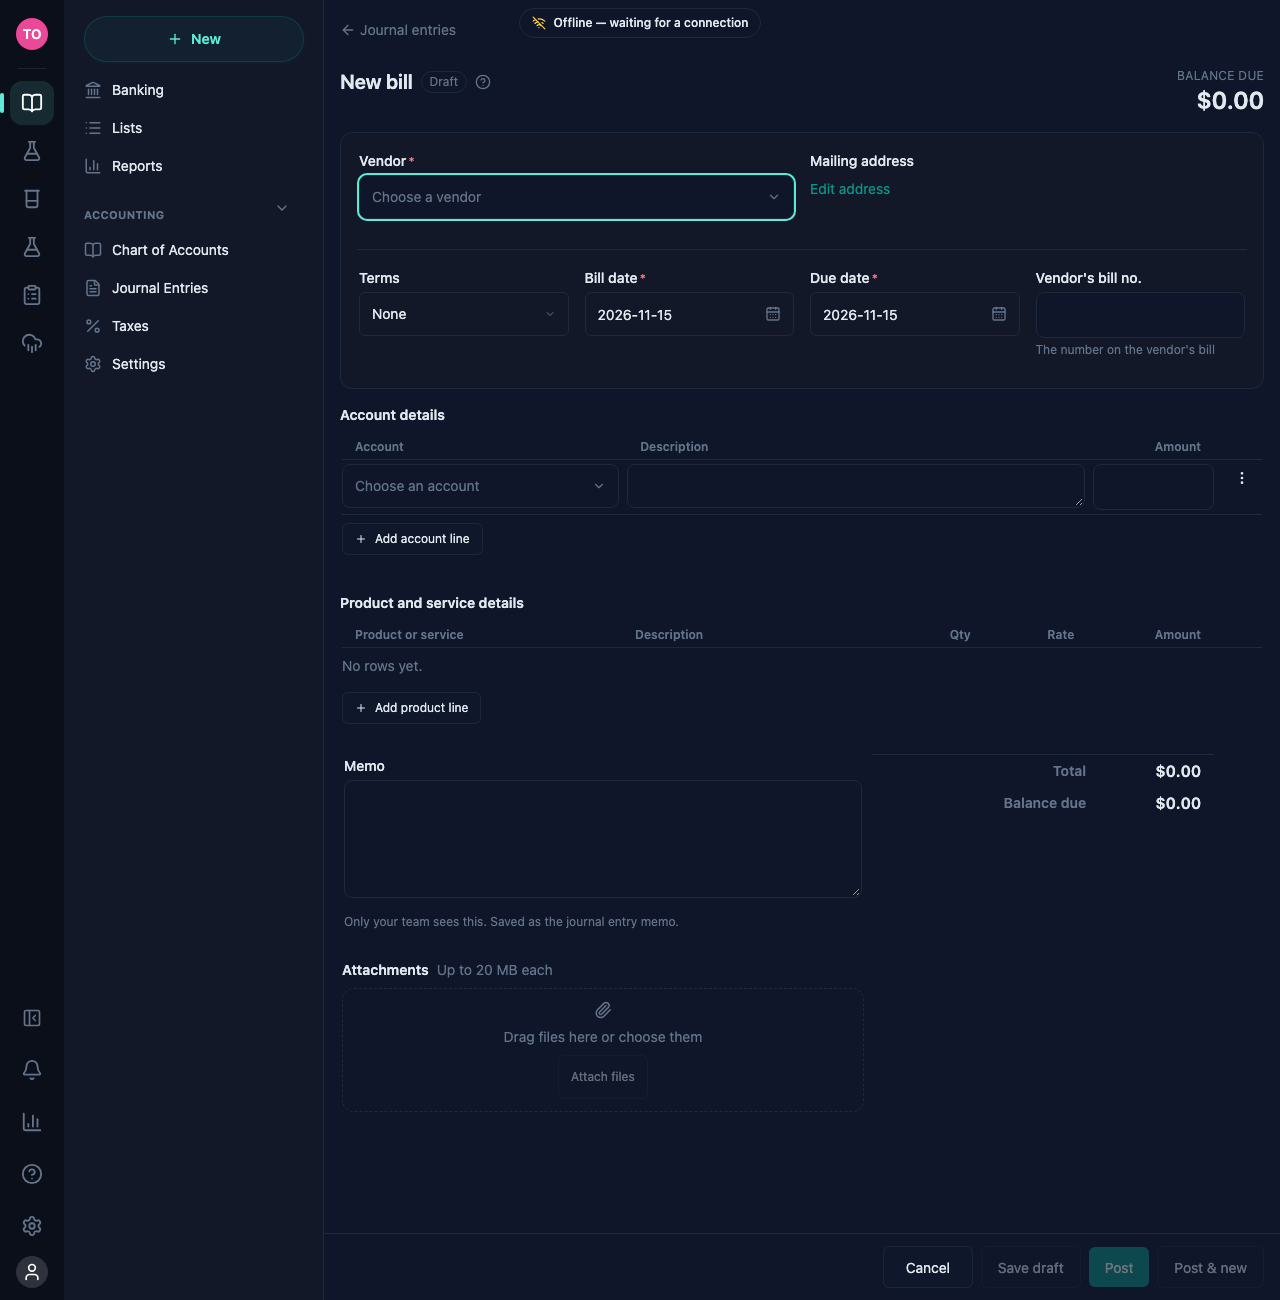 TO
New
Banking
Lists
Reports
ACCOUNTING
Chart of Accounts
Journal Entries
Taxes
Settings
Journal entries
Offline — waiting for a connection
New bill
Draft
BALANCE DUE
$0.00
Vendor *
Choose a vendor
Mailing address
Edit address
Terms
None
Bill date *
2026-11-15
Due date *
2026-11-15
Vendor's bill no.
The number on the vendor's bill
Account details
Account Description Amount
Choose an account
Add account line
Product and service details
Product or service Description Qty Rate Amount
No rows yet.
Add product line
Memo
Only your team sees this. Saved as the journal entry memo.
Total $0.00
Balance due $0.00
Attachments Up to 20 MB each
Drag files here or choose them
Attach files
Cancel Save draft Post Post & new